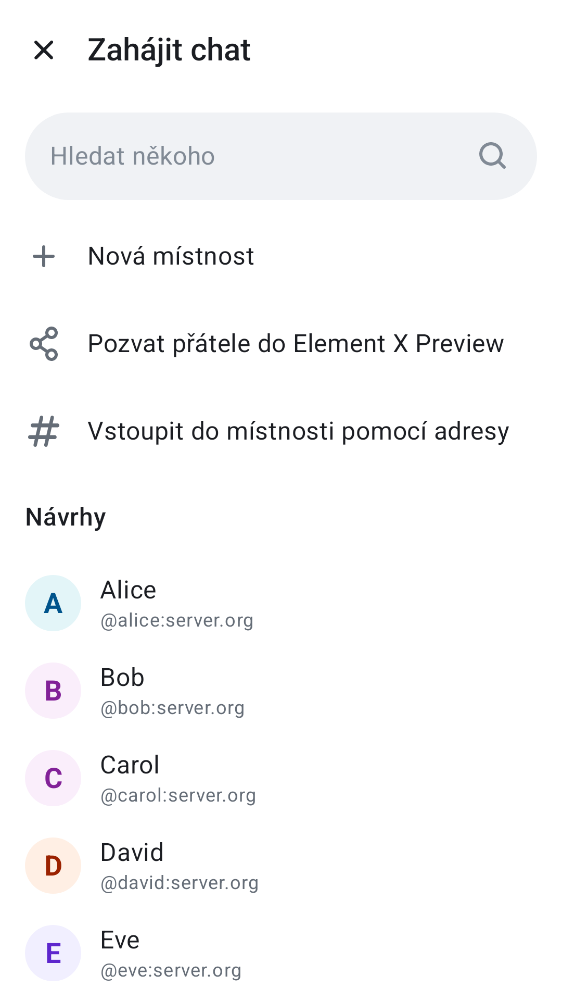 Zahájit chat
Hledat někoho
Nová místnost
Pozvat přátele do Element X Preview
Vstoupit do místnosti pomocí adresy
Návrhy
A
Alice
@alice:server.org
B
Bob
@bob:server.org
C
Carol
@carol:server.org
D
David
@david:server.org
E
Eve
@eve:server.org